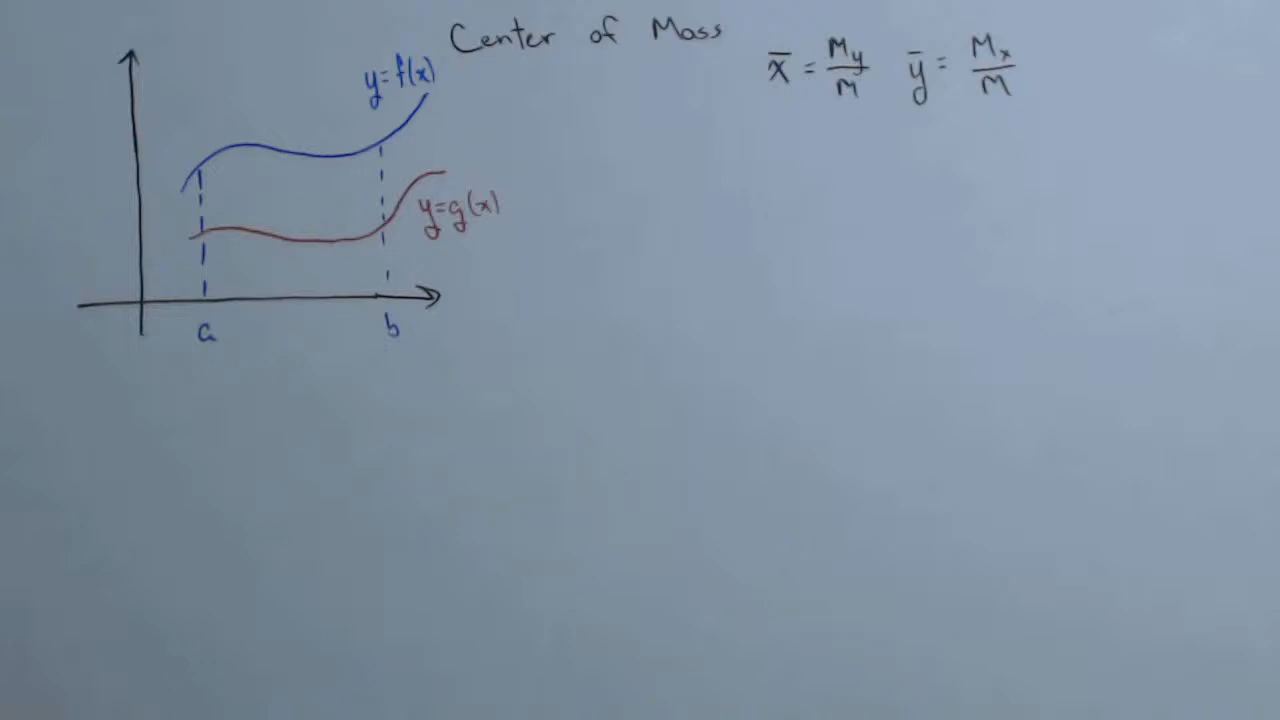 Center of Mass
x̄ = My/M ȳ = Mx/M
y=f(x)
y=g(x)
a b